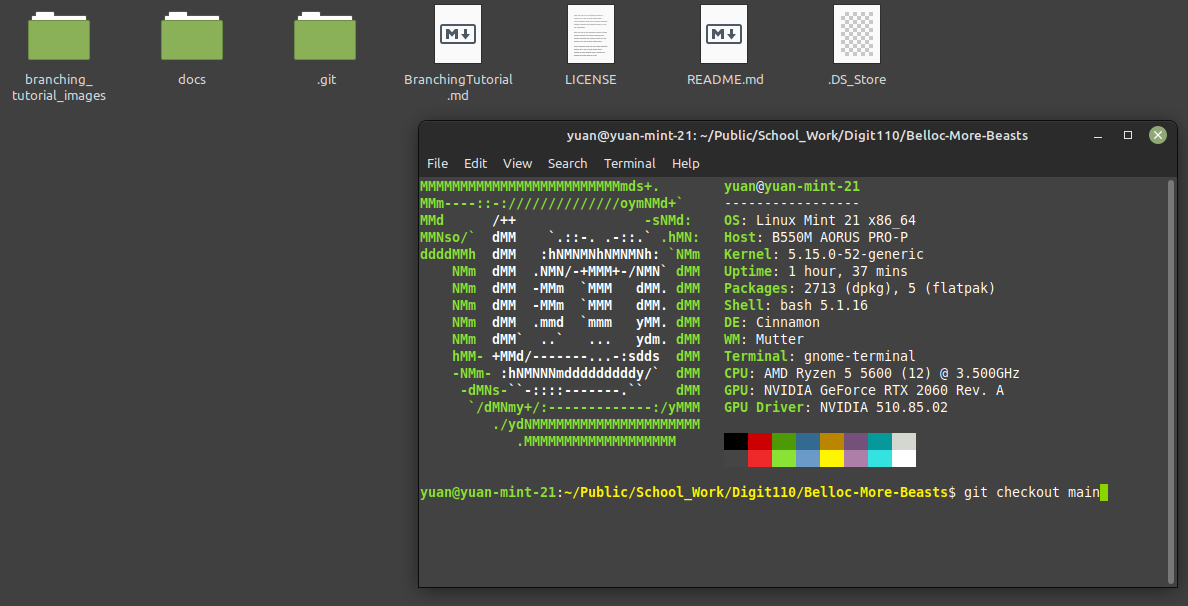 branching_
tutorial_images
docs
.git
M↓
BranchingTutorial
.md
LICENSE
M↓
README.md
.DS_Store
yuan@yuan-mint-21: ~/Public/School_Work/Digit110/Belloc-More-Beasts
File Edit View Search Terminal Help
MMMMMMMMMMMMMMMMMMMMMMMMMmds+.        yuan@yuan-mint-21
MMm----::-://////////////oymNMd+`     -----------------
MMd      /++                -sNMd:    OS: Linux Mint 21 x86_64
MMNso/`  dMM    `.::-. .-::.` .hMN:   Host: B550M AORUS PRO-P
ddddMMh  dMM   :hNMNMNhNMNMNh: `NMm   Kernel: 5.15.0-52-generic
    NMm  dMM  .NMN/-+MMM+-/NMN` dMM   Uptime: 1 hour, 37 mins
    NMm  dMM  -MMm  `MMM   dMM. dMM   Packages: 2713 (dpkg), 5 (flatpak)
    NMm  dMM  -MMm  `MMM   dMM. dMM   Shell: bash 5.1.16
    NMm  dMM  .mmd  `mmm   yMM. dMM   DE: Cinnamon
    NMm  dMM`  ..`   ...   ydm. dMM   WM: Mutter
    hMM- +MMd/-------...-:sdds  dMM   Terminal: gnome-terminal
    -NMm- :hNMNNNmdddddddddy/`  dMM   CPU: AMD Ryzen 5 5600 (12) @ 3.500GHz
     -dMNs-``-::::-------.``    dMM   GPU: NVIDIA GeForce RTX 2060 Rev. A
      `/dMNmy+/:-------------:/yMMM   GPU Driver: NVIDIA 510.85.02
         ./ydNMMMMMMMMMMMMMMMMMMMMM
            .MMMMMMMMMMMMMMMMMMM
yuan@yuan-mint-21:~/Public/School_Work/Digit110/Belloc-More-Beasts$ git checkout main